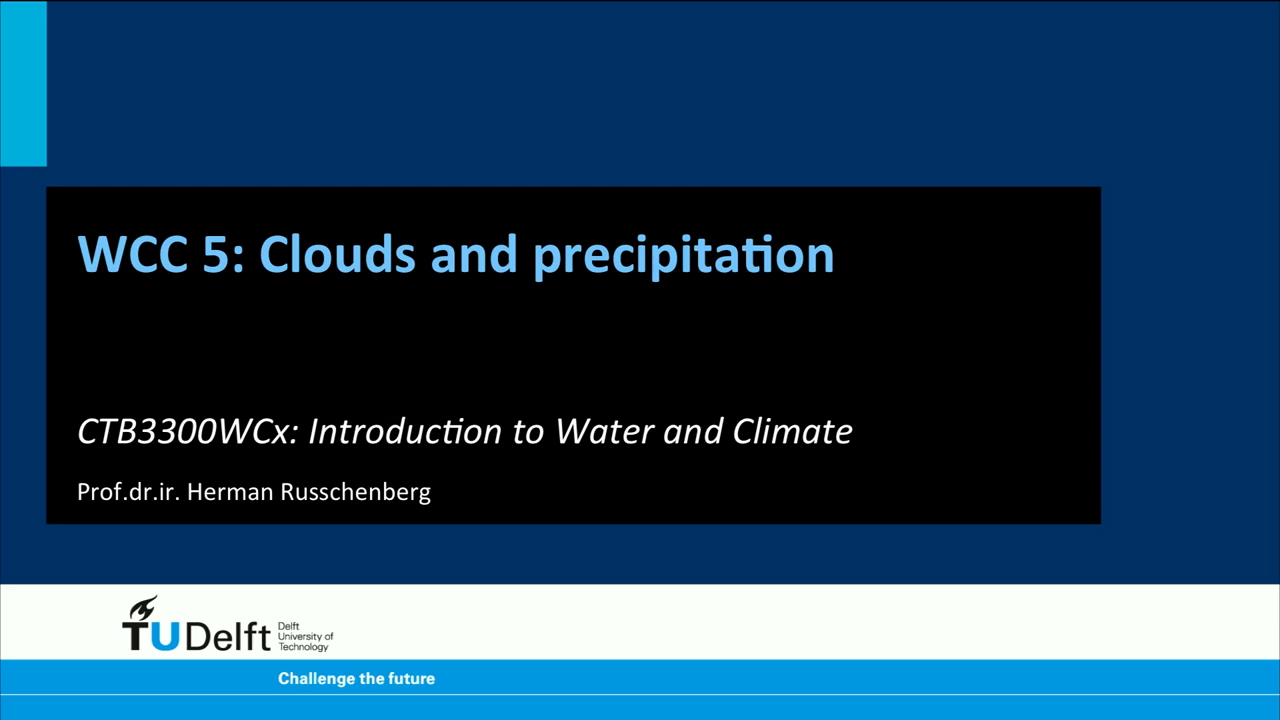 WCC 5: Clouds and precipitation
CTB3300WCx: Introduction to Water and Climate
Prof.dr.ir. Herman Russchenberg
TUDelft
Delft
University of
Technology
Challenge the future